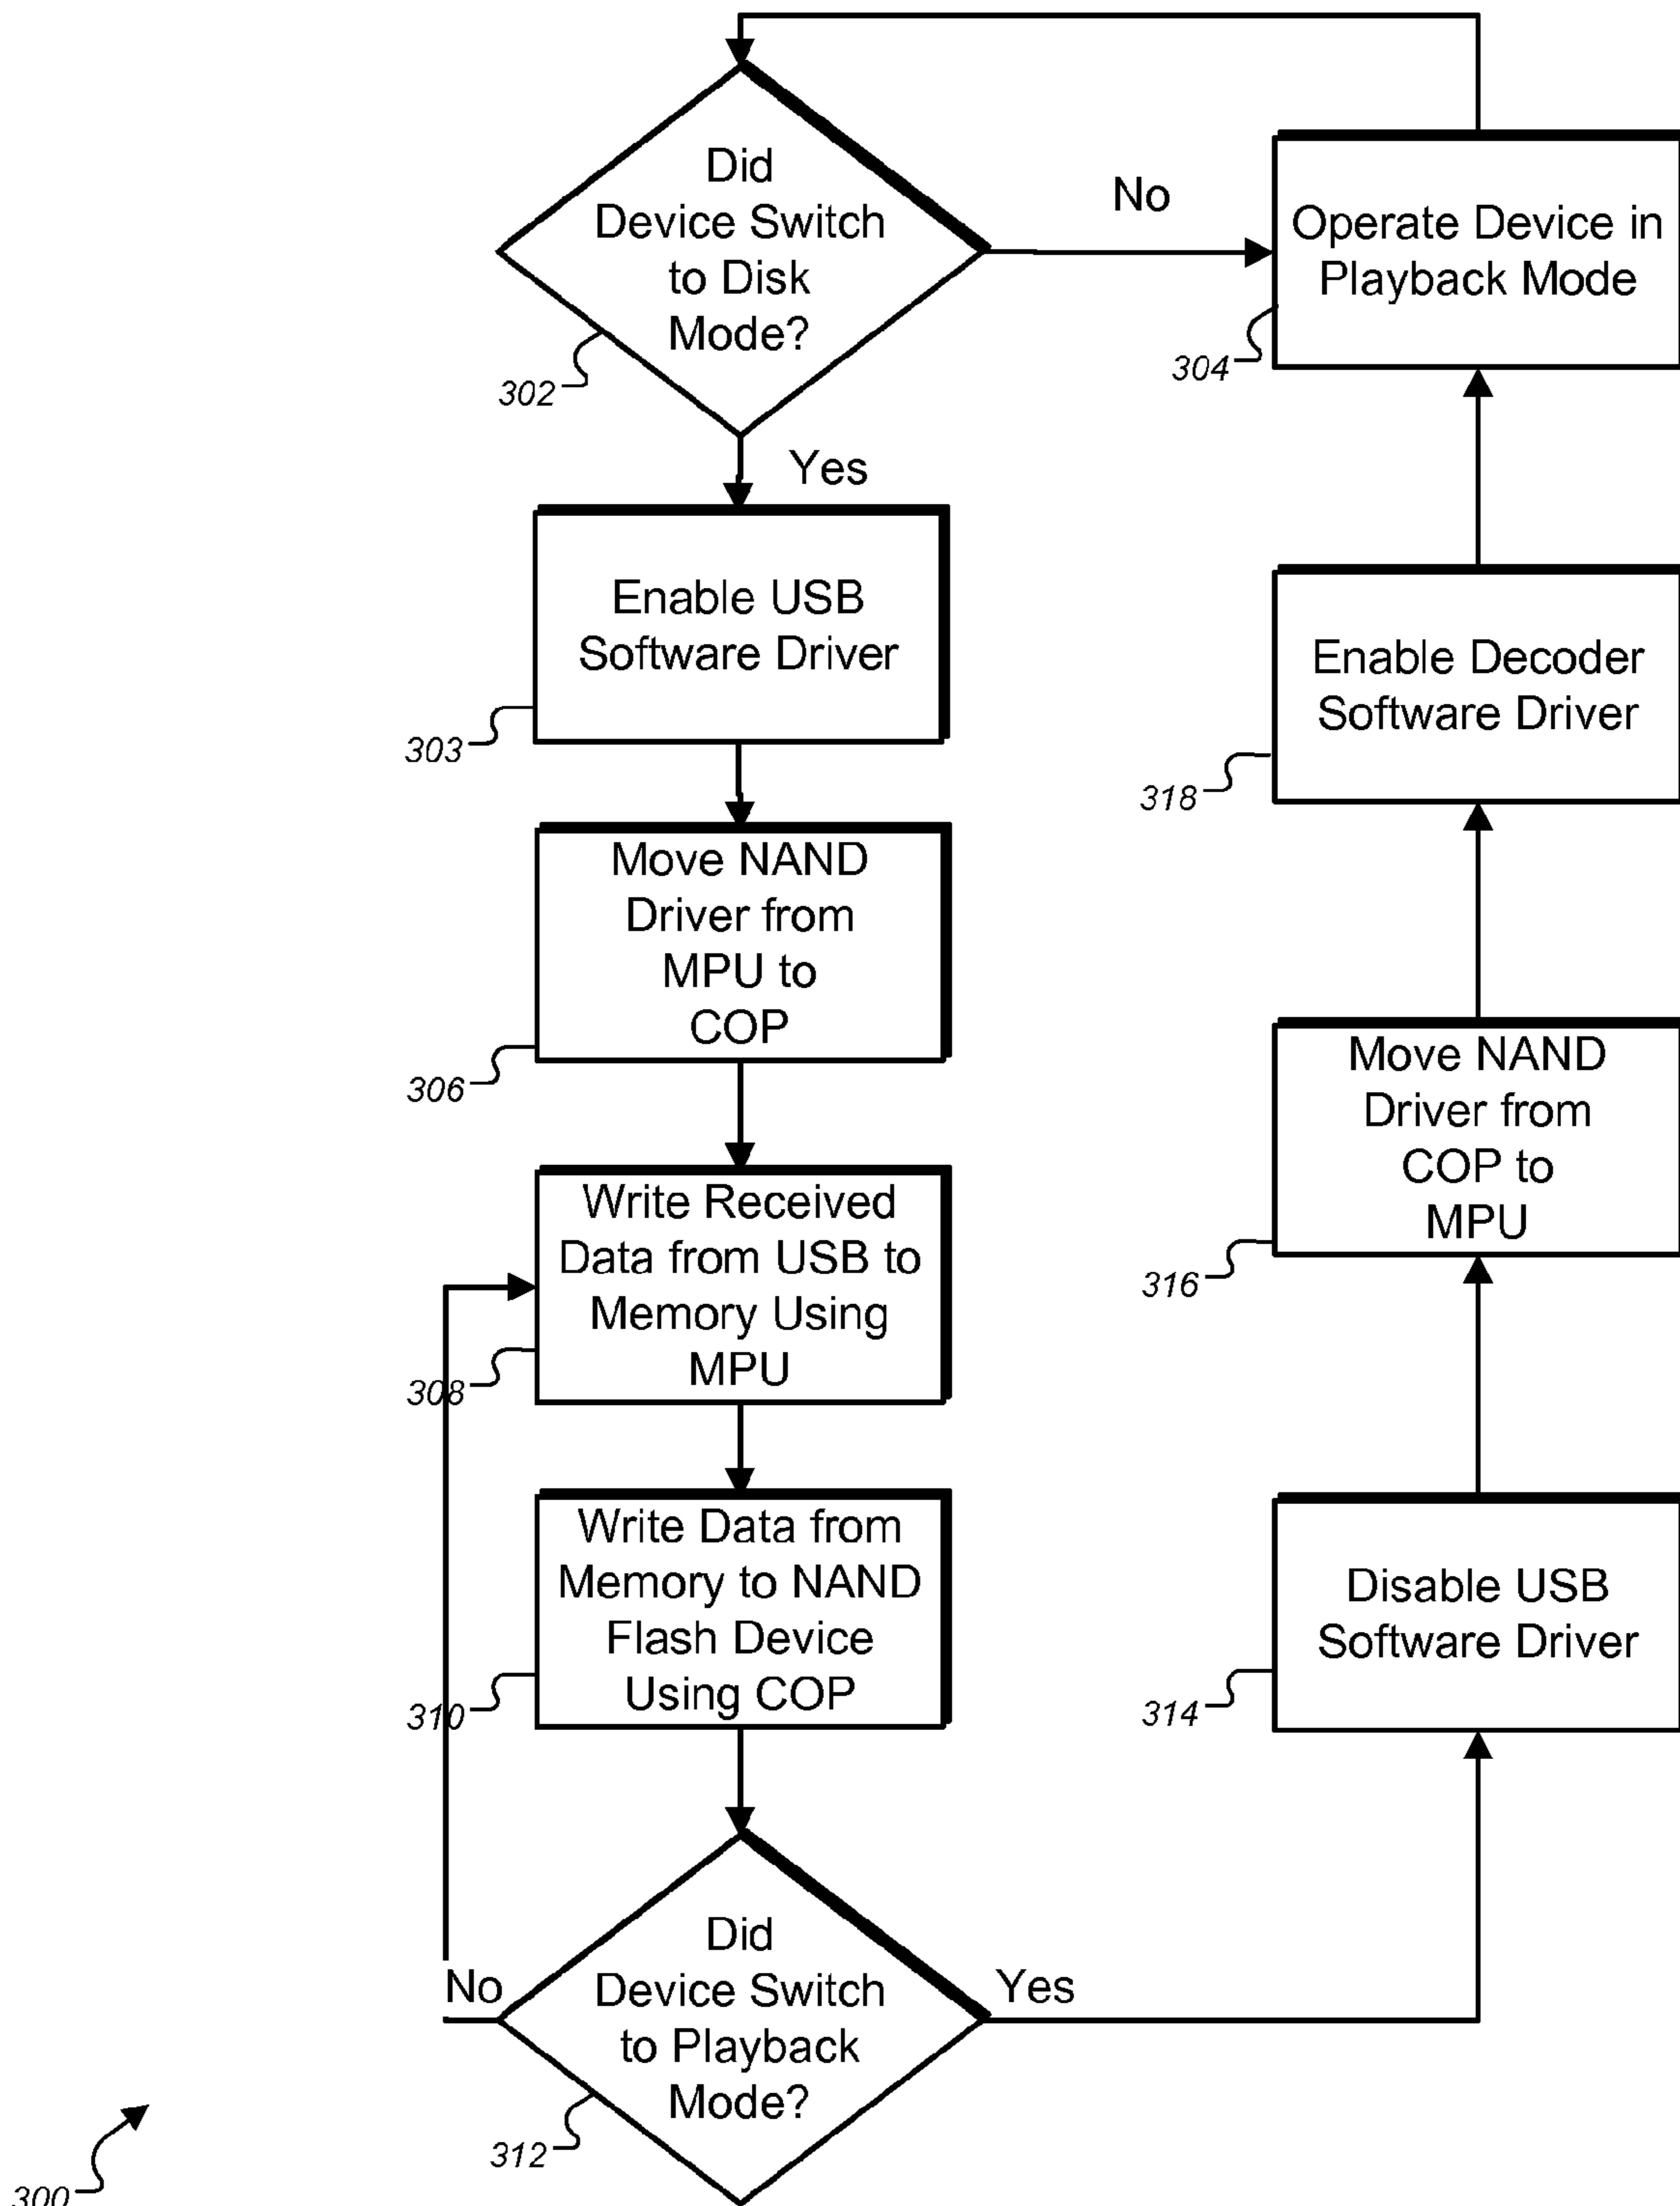 Did
Device Switch
to Disk
Mode?
302
No
Operate Device in
Playback Mode
304
Yes
Enable USB
Software Driver
303
Move NAND
Driver from
MPU to
COP
306
Write Received
Data from USB to
Memory Using
MPU
308
Write Data from
Memory to NAND
Flash Device
Using COP
310
Did
Device Switch
to Playback
Mode?
312
No
Yes
Disable USB
Software Driver
314
Move NAND
Driver from
COP to
MPU
316
Enable Decoder
Software Driver
318
300